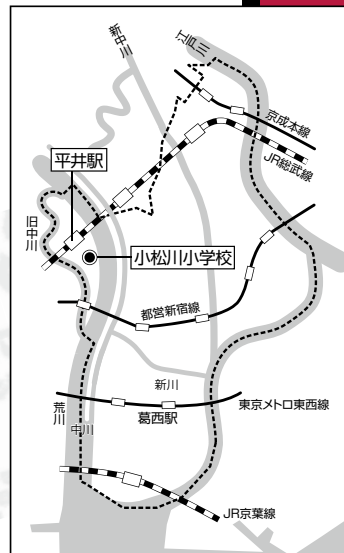 新中川
江戸川
京成本線
JR総武線
平井駅
旧中川
小松川小学校
都営新宿線
新川
荒川
中川
葛西駅
東京メトロ東西線
JR京葉線